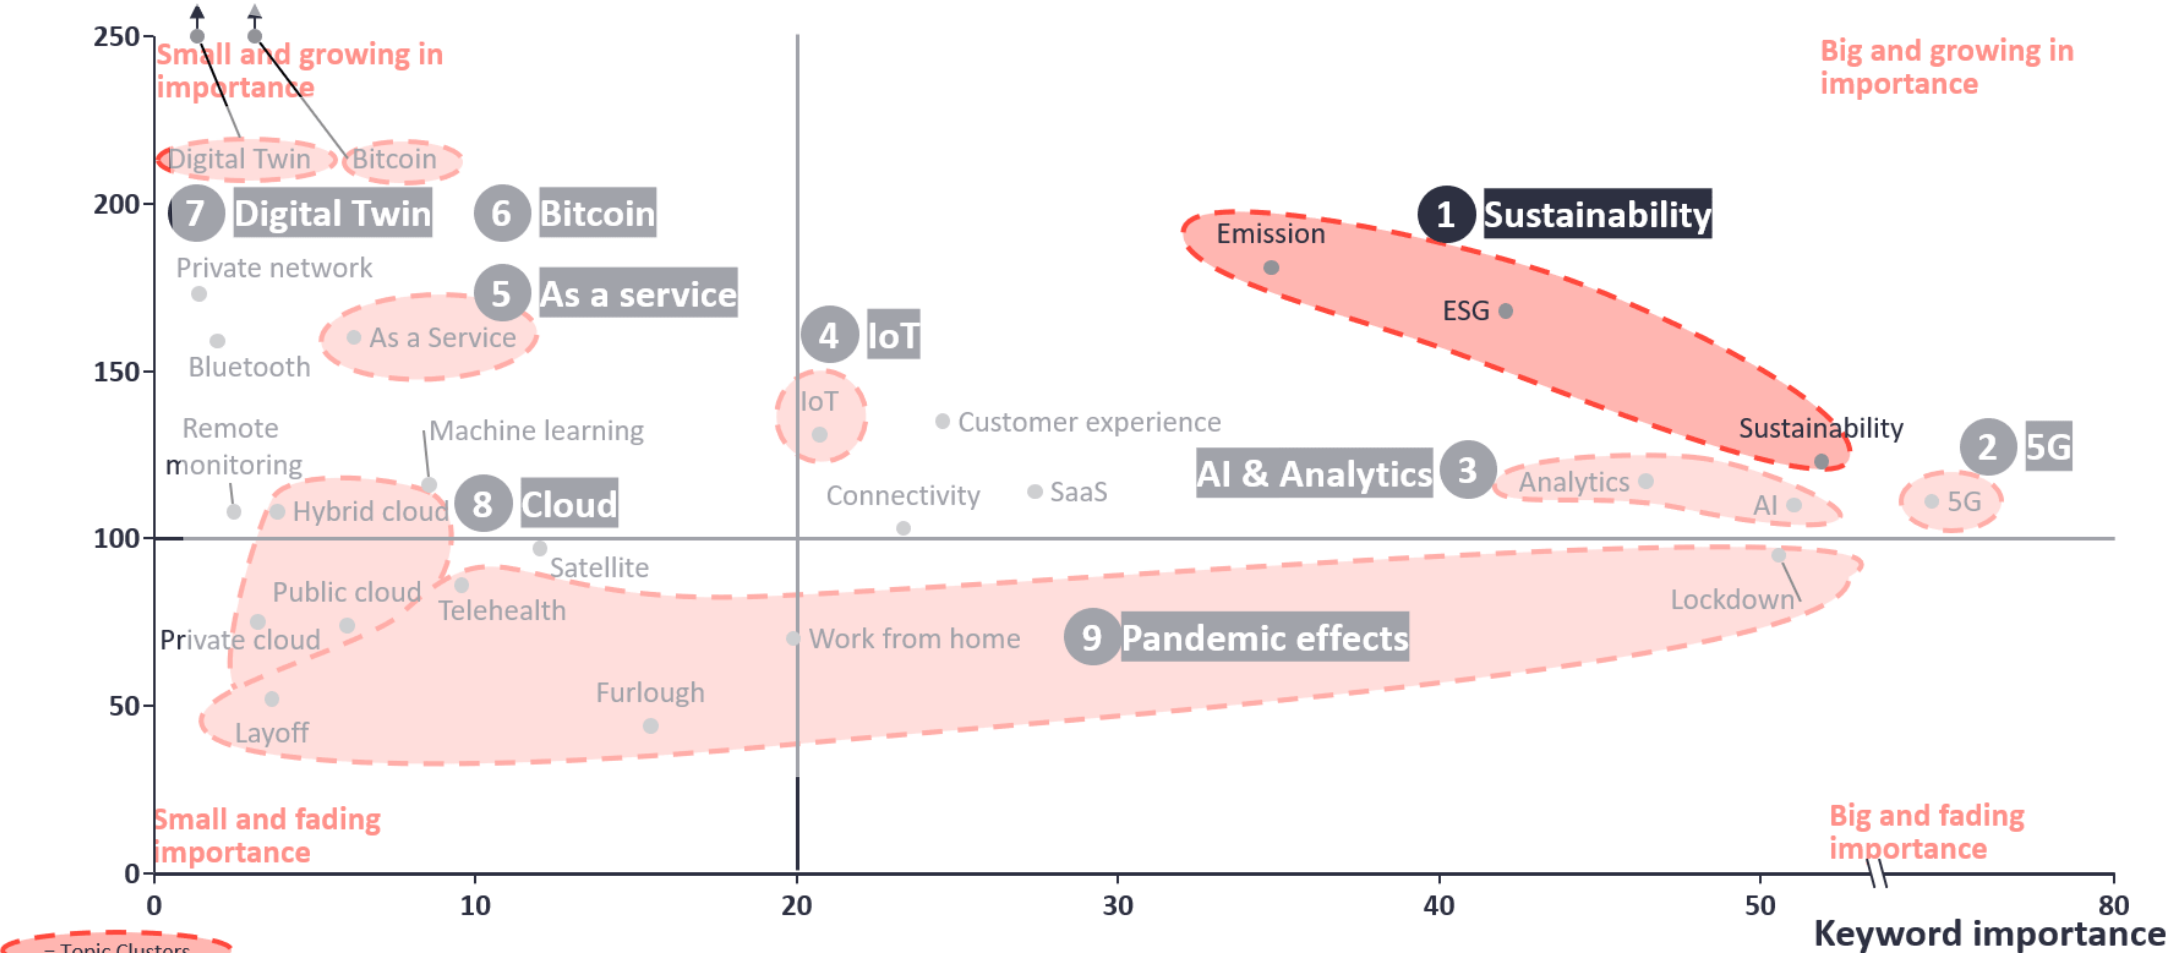 250
Small and growing in
importance
Big and growing in
importance
Digital Twin
Bitcoin
200
7 Digital Twin
6 Bitcoin
1 Sustainability
Emission
Private network
5 As a service
ESG
As a Service
4 IoT
Bluetooth
150
IoT
Remote
monitoring
Machine learning
Customer experience
Sustainability
2 5G
AI & Analytics 3
Analytics
Connectivity
SaaS
AI
5G
Hybrid cloud
8 Cloud
100
Satellite
Public cloud
Telehealth
Lockdown
Private cloud
Work from home
9 Pandemic effects
50
Furlough
Layoff
Small and fading
importance
Big and fading
importance
0
0 10 20 30 40 50 80
Keyword importance
= Topic Clusters